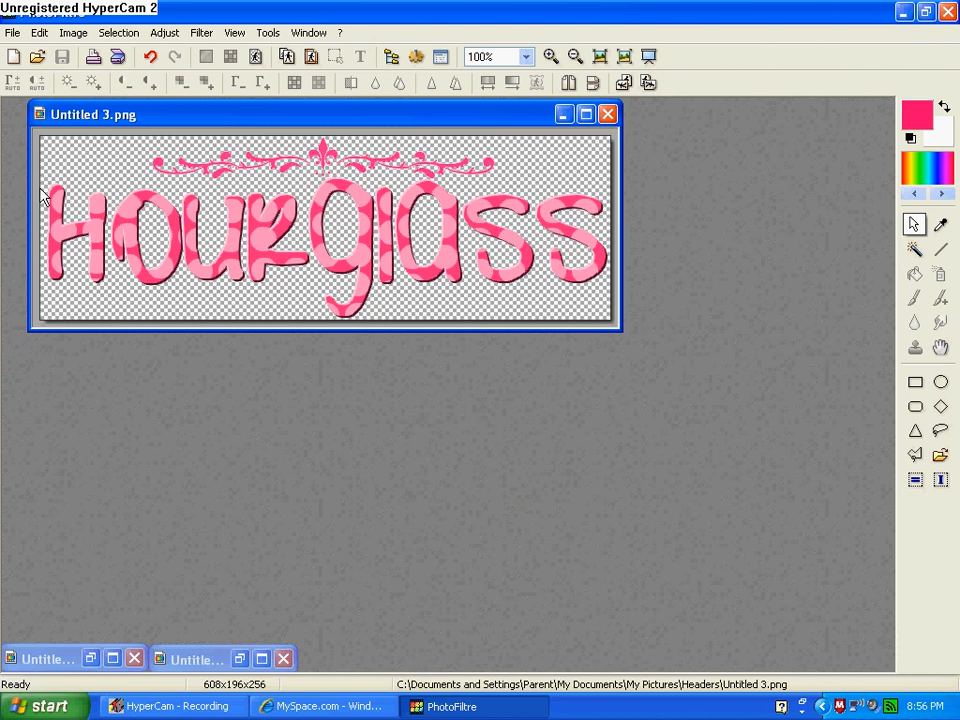 Unregistered HyperCam 2
File Edit Image Selection Adjust Filter View Tools Window ?
100%
AUTO AUTO
Untitled 3.png
Hourglass
Untitle... Untitle...
Ready 608x196x256 C:\Documents and Settings\Parent\My Documents\My Pictures\Headers\Untitled 3.png
start HyperCam - Recording MySpace.com - Wind... PhotoFiltre 8:56 PM